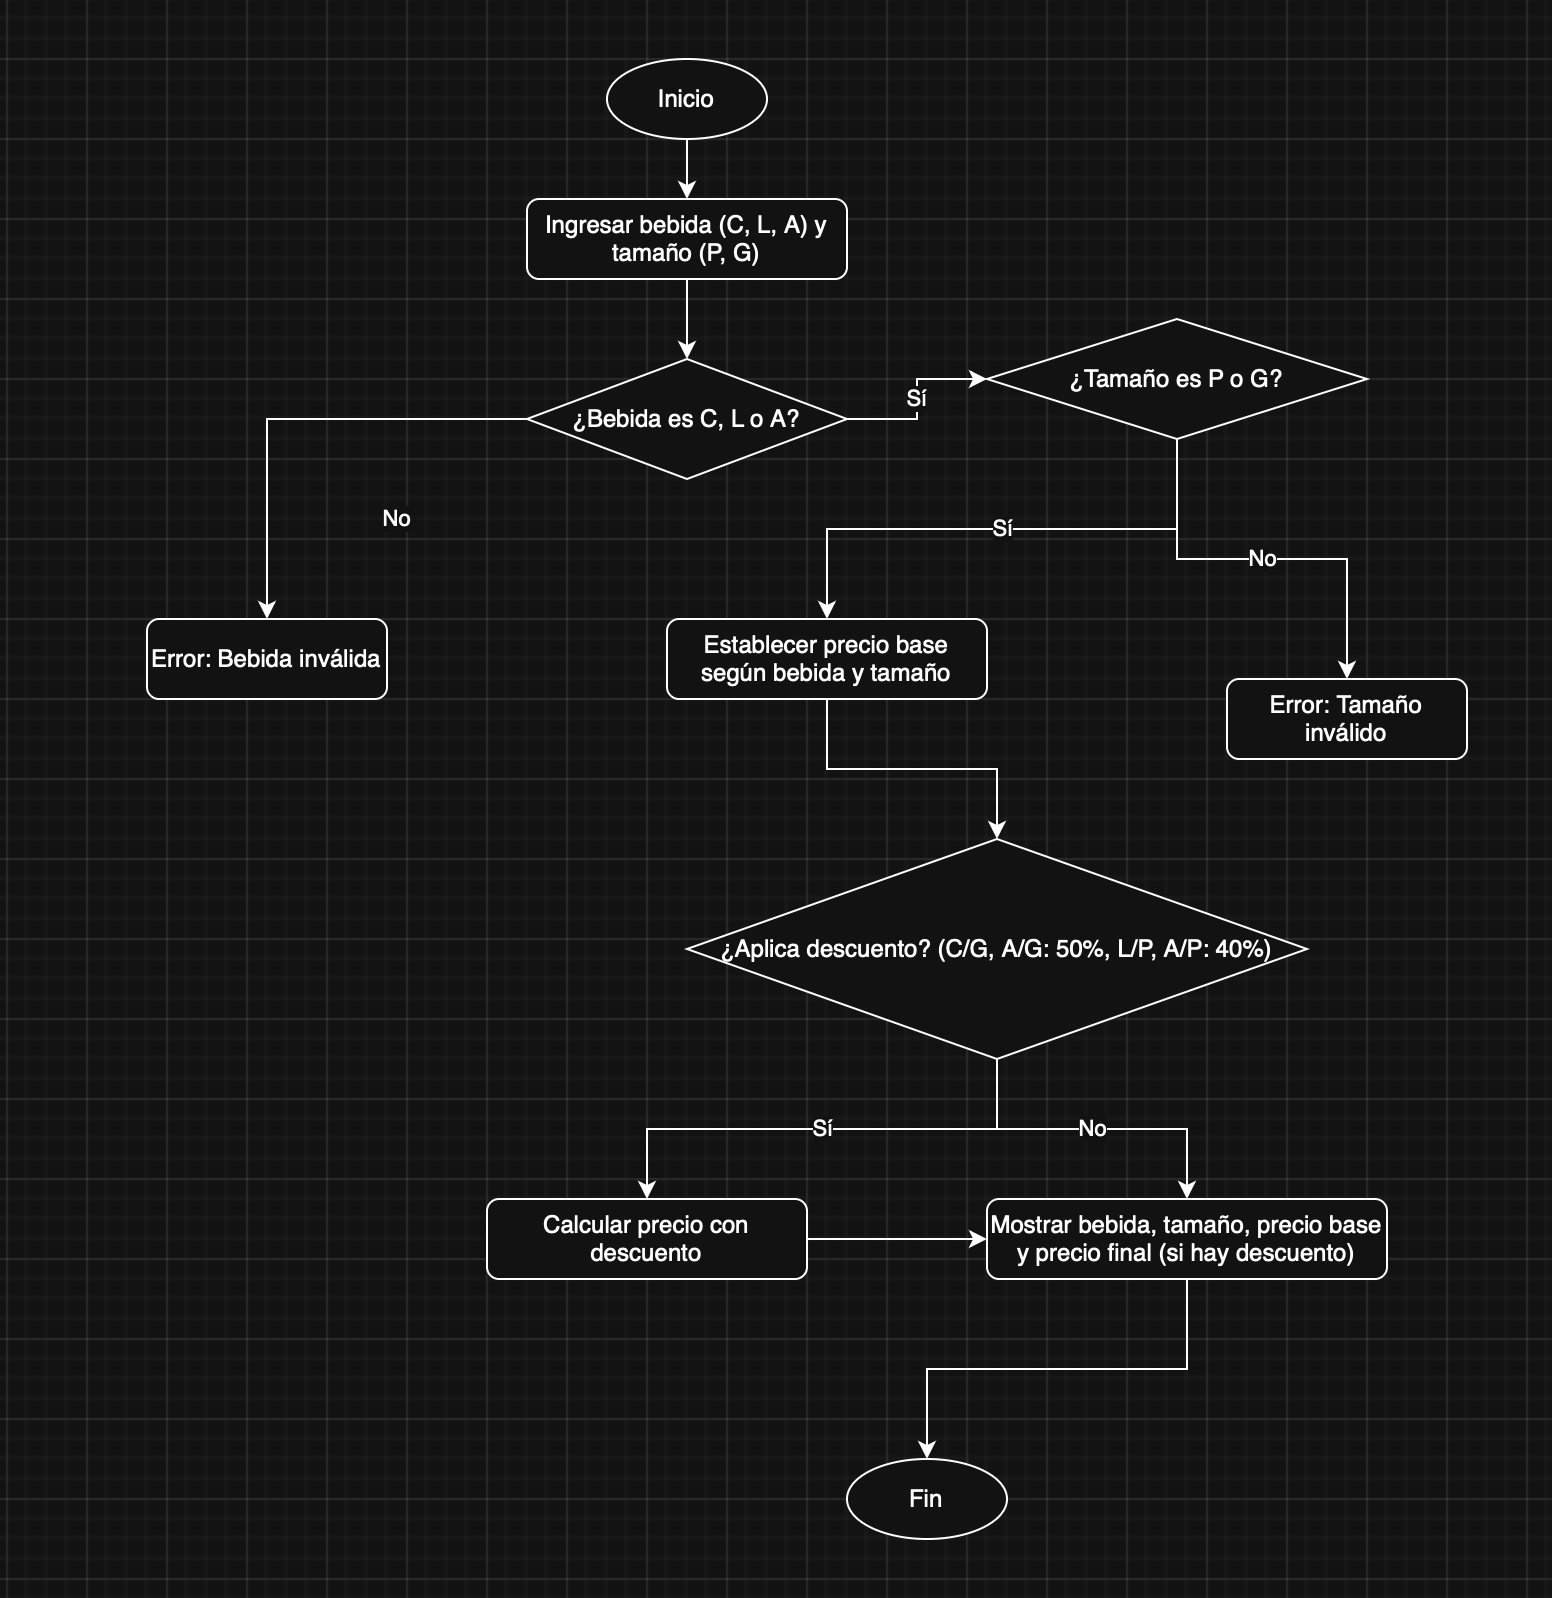 Inicio
Ingresar bebida (C, L, A) y
tamaño (P, G)
¿Bebida es C, L o A?
Sí
¿Tamaño es P o G?
No
Sí
No
Error: Bebida inválida
Establecer precio base
según bebida y tamaño
Error: Tamaño
inválido
¿Aplica descuento? (C/G, A/G: 50%, L/P, A/P: 40%)
Sí
No
Calcular precio con
descuento
Mostrar bebida, tamaño, precio base
y precio final (si hay descuento)
Fin